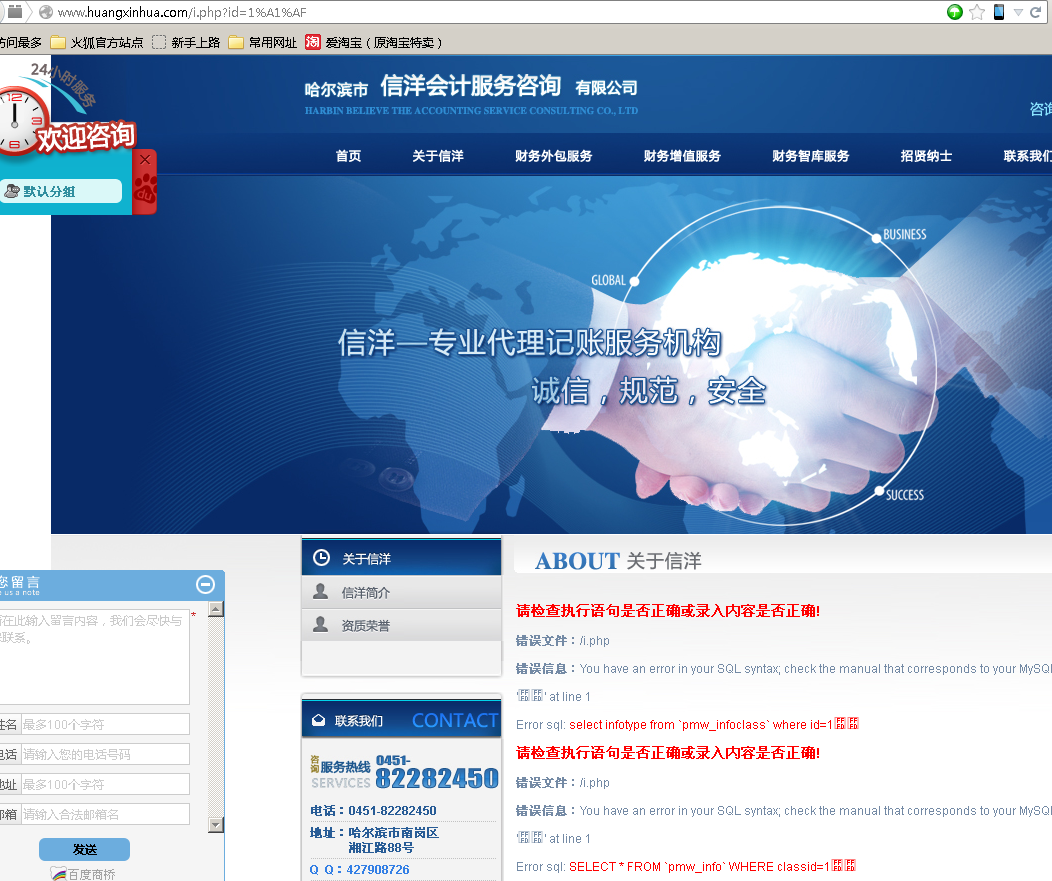 www.huangxinhua.com/i.php?id=1%A1%AF
访问最多 火狐官方站点 新手上路 常用网址 淘 爱淘宝（原淘宝特卖）
24小时服务
欢迎咨询
默认分组
du
哈尔滨市 信洋会计服务咨询 有限公司
HARBIN BELIEVE THE ACCOUNTING SERVICE CONSULTING CO., LTD
咨询
首页 关于信洋 财务外包服务 财务增值服务 财务智库服务 招贤纳士 联系我们
BUSINESS
GLOBAL
信洋—专业代理记账服务机构
诚信，规范，安全
SUCCESS
关于信洋
信洋简介
资质荣誉
联系我们 CONTACT
咨询 服务热线 0451-
SERVICES 82282450
电话：0451-82282450
地址：哈尔滨市南岗区
湘江路88号
Q Q：427908726
ABOUT 关于信洋
请检查执行语句是否正确或录入内容是否正确!
错误文件：/i.php
错误信息：You have an error in your SQL syntax; check the manual that corresponds to your MySQL
' at line 1
Error sql: select infotype from `pmw_infoclass` where id=1
请检查执行语句是否正确或录入内容是否正确!
错误文件：/i.php
错误信息：You have an error in your SQL syntax; check the manual that corresponds to your MySQL
' at line 1
Error sql: SELECT * FROM `pmw_info` WHERE classid=1
您留言
e us a note
在此输入留言内容，我们会尽快与
联系。
*
姓名 最多100个字符
电话 请输入您的电话号码
地址 最多100个字符
邮箱 请输入合法邮箱名
发送
百度商桥